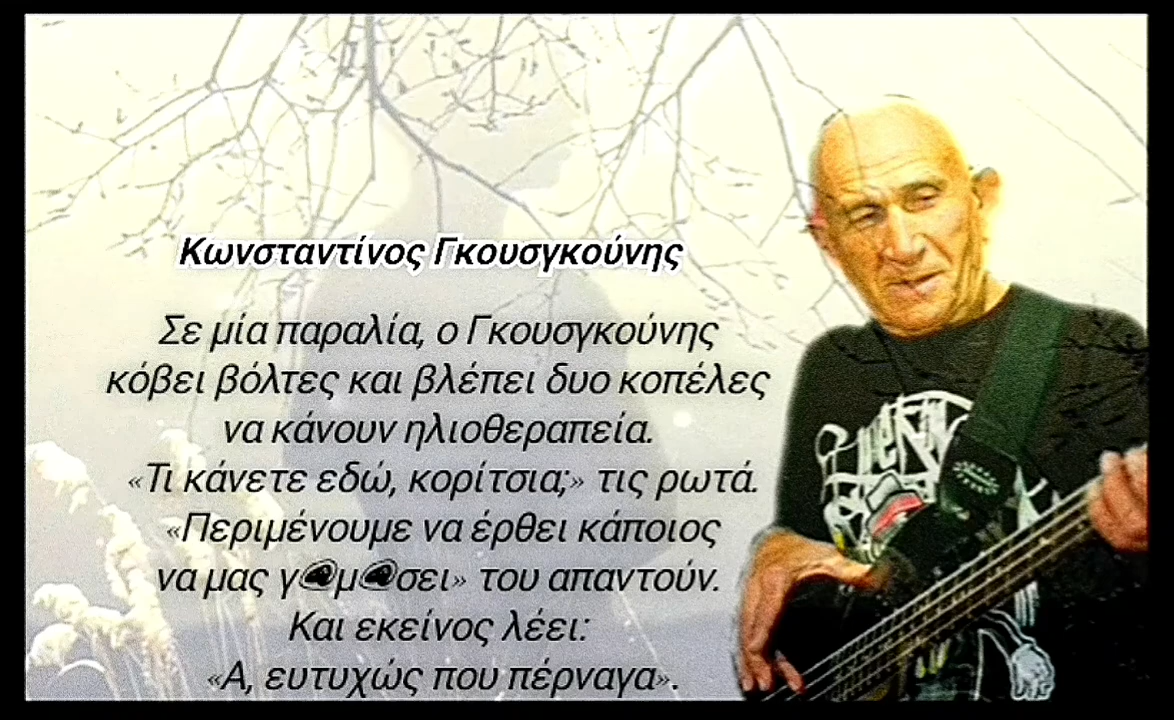 Κωνσταντίνος Γκουσγκούνης
Σε μία παραλία, ο Γκουσγκούνης
κόβει βόλτες και βλέπει δυο κοπέλες
να κάνουν ηλιοθεραπεία.
«Τι κάνετε εδώ, κορίτσια;» τις ρωτά.
«Περιμένουμε να έρθει κάποιος
να μας γ@μ@σει» του απαντούν.
Και εκείνος λέει:
«Α, ευτυχώς που πέρναγα».